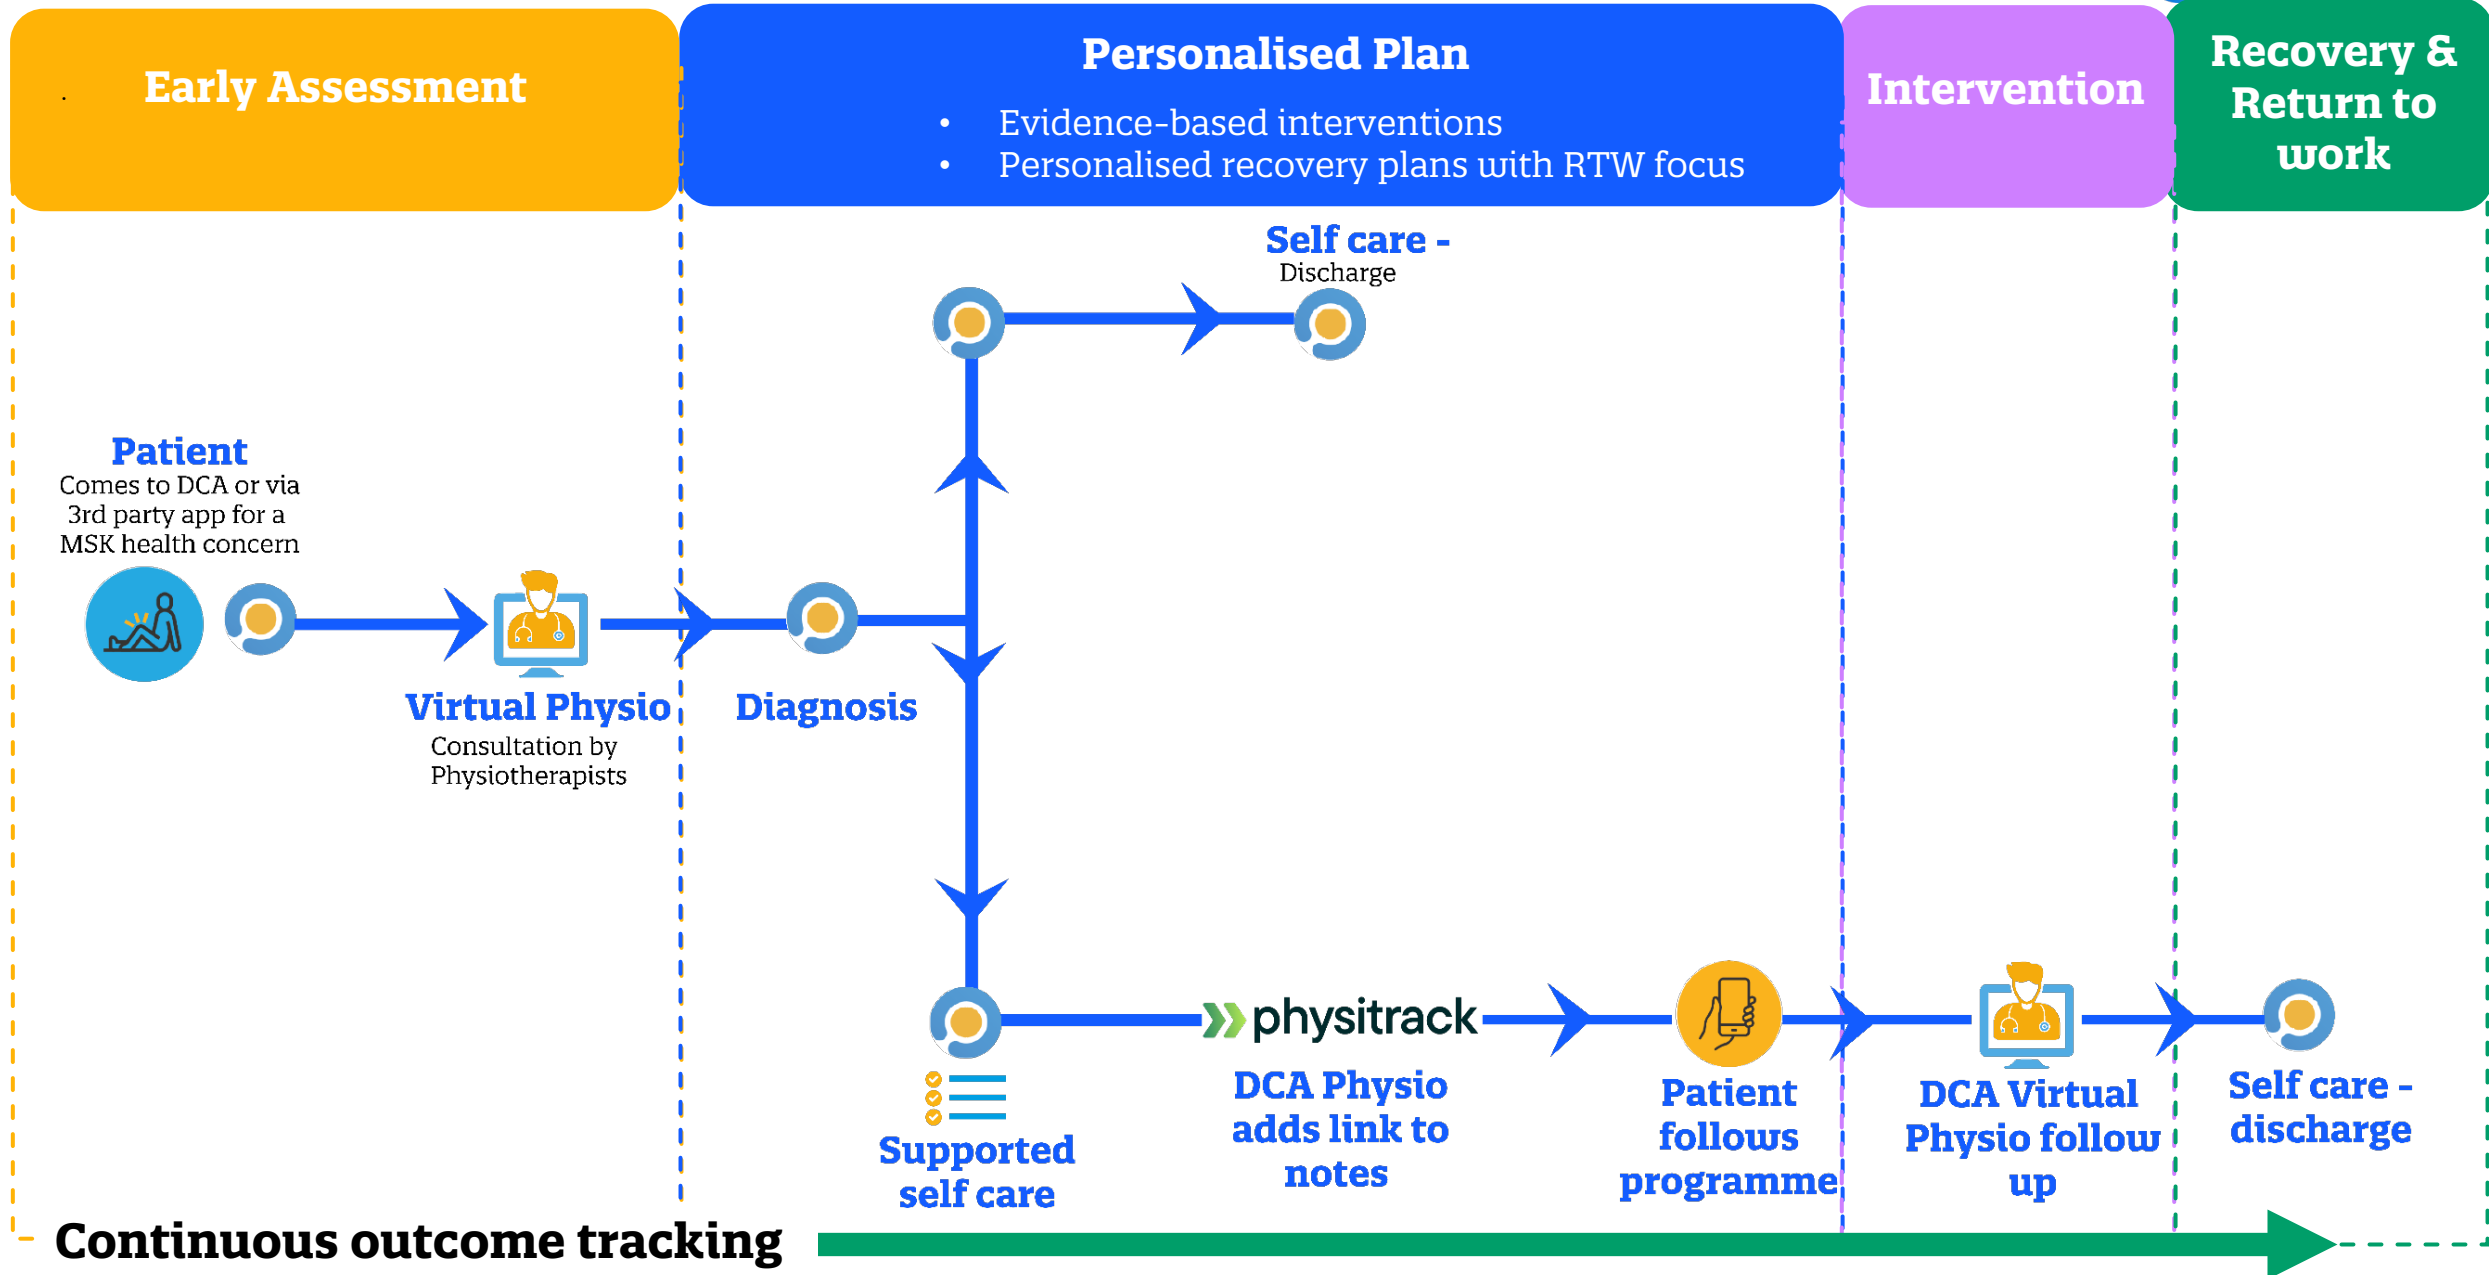 Early Assessment
Personalised Plan
• Evidence-based interventions
• Personalised recovery plans with RTW focus
Intervention
Recovery &
Return to
work
Self care -
Discharge
Patient
Comes to DCA or via
3rd party app for a
MSK health concern
Virtual Physio
Consultation by
Physiotherapists
Diagnosis
Supported
self care
physitrack
DCA Physio
adds link to
notes
Patient
follows
programme
DCA Virtual
Physio follow
up
Self care -
discharge
Continuous outcome tracking